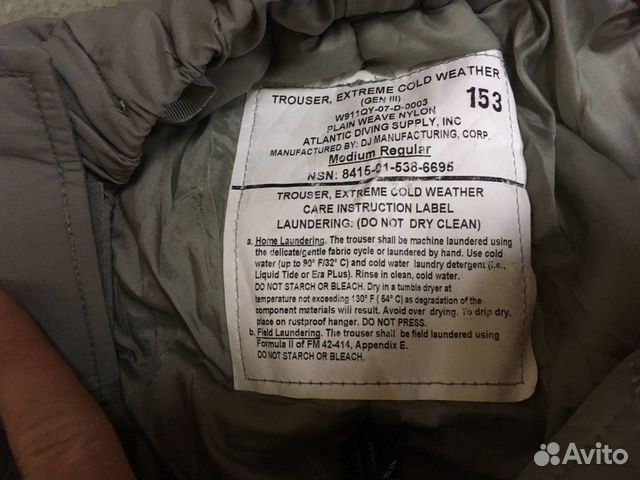 TROUSER, EXTREME COLD WEATHER
(GEN III)
153
W911QY-07-D-0003
PLAIN WEAVE NYLON
ATLANTIC DIVING SUPPLY, INC
MANUFACTURED BY: DJ MANUFACTURING, CORP.
Medium Regular
NSN: 8415-01-538-6695
TROUSER, EXTREME COLD WEATHER
CARE INSTRUCTION LABEL
LAUNDERING: (DO NOT DRY CLEAN)
a. Home Laundering. The trouser shall be machine laundered using
the delicate/gentle fabric cycle or laundered by hand. Use cold
water (up to 90° F/32° C) and cold water laundry detergent (i.e.,
Liquid Tide or Era Plus). Rinse in clean, cold water.
DO NOT STARCH OR BLEACH. Dry in a tumble dryer at
temperature not exceeding 130° F ( 54° C) as degradation of the
component materials will result. Avoid over drying. To drip dry,
place on rustproof hanger. DO NOT PRESS.
b. Field Laundering. The trouser shall be field laundered using
Formula II of FM 42-414, Appendix E.
DO NOT STARCH OR BLEACH.
Avito